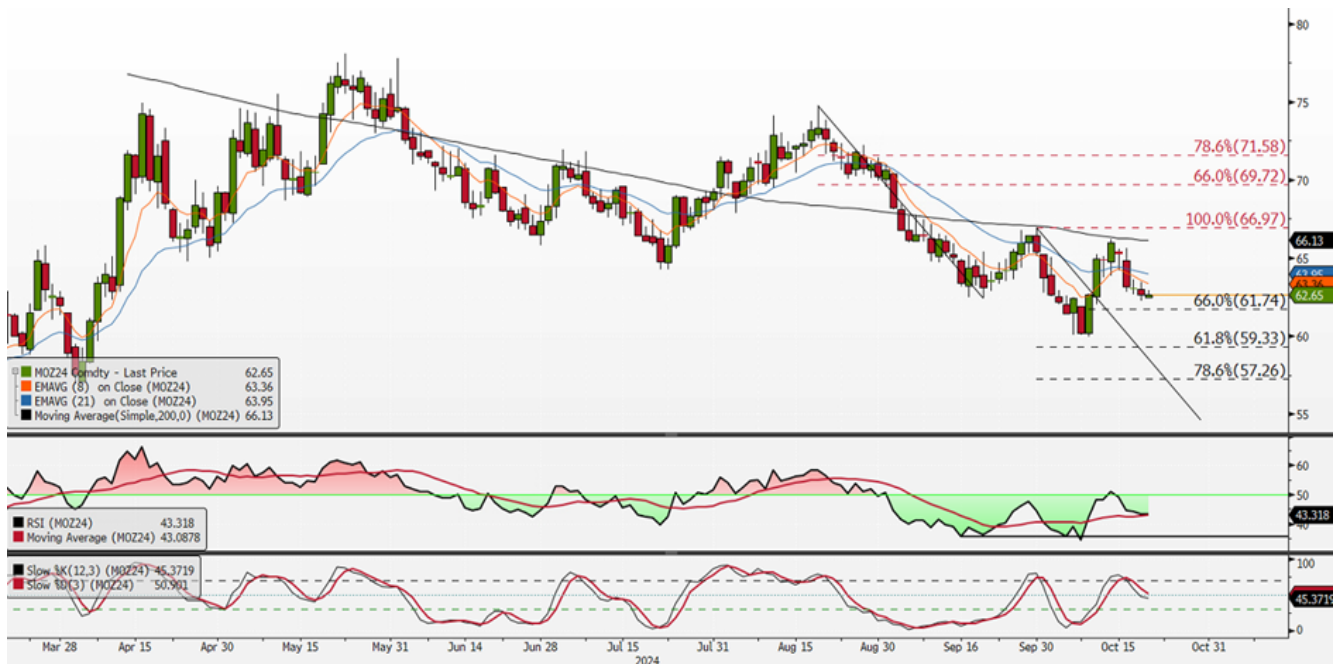 80
75
78.6%(71.58)
70
66.0%(69.72)
100.0%(66.97)
66.13
65
63.95
63.36
62.65
66.0%(61.74)
60
61.8%(59.33)
78.6%(57.26)
55
MOZ24 Comdty - Last Price 62.65
EMAVG (8) on Close (MOZ24) 63.36
EMAVG (21) on Close (MOZ24) 63.95
Moving Average(Simple,200,0) (MOZ24) 66.13
60
50
43.318
40
RSI (MOZ24) 43.318
Moving Average (MOZ24) 43.0878
100
Slow %K(12,3) (MOZ24) 45.3719
Slow %D(3) (MOZ24) 50.901
45.3719
0
Mar 28 Apr 15 Apr 30 May 15 May 31 Jun 14 Jun 28 Jul 15 Jul 31 Aug 15 Aug 30 Sep 16 Sep 30 Oct 15 Oct 31
2024